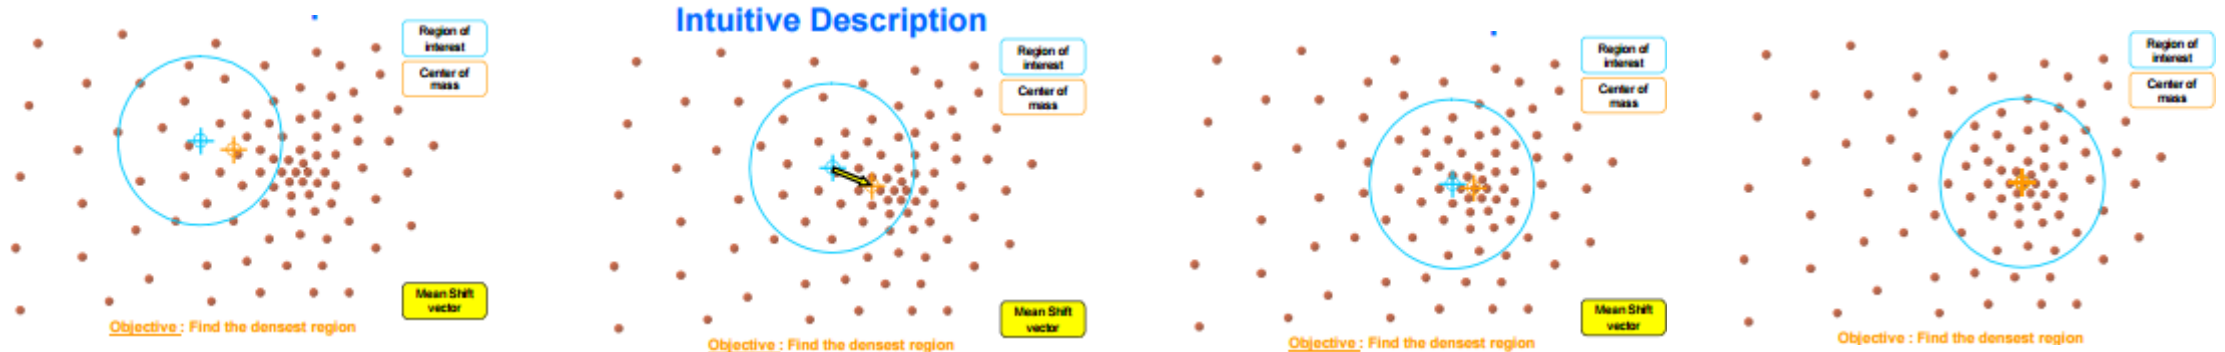 Intuitive Description
Region of
interest
Center of
mass
Mean Shift
vector
Objective : Find the densest region
Region of
interest
Center of
mass
Mean Shift
vector
Objective : Find the densest region
Region of
interest
Center of
mass
Mean Shift
vector
Objective : Find the densest region
Region of
interest
Center of
mass
Objective : Find the densest region